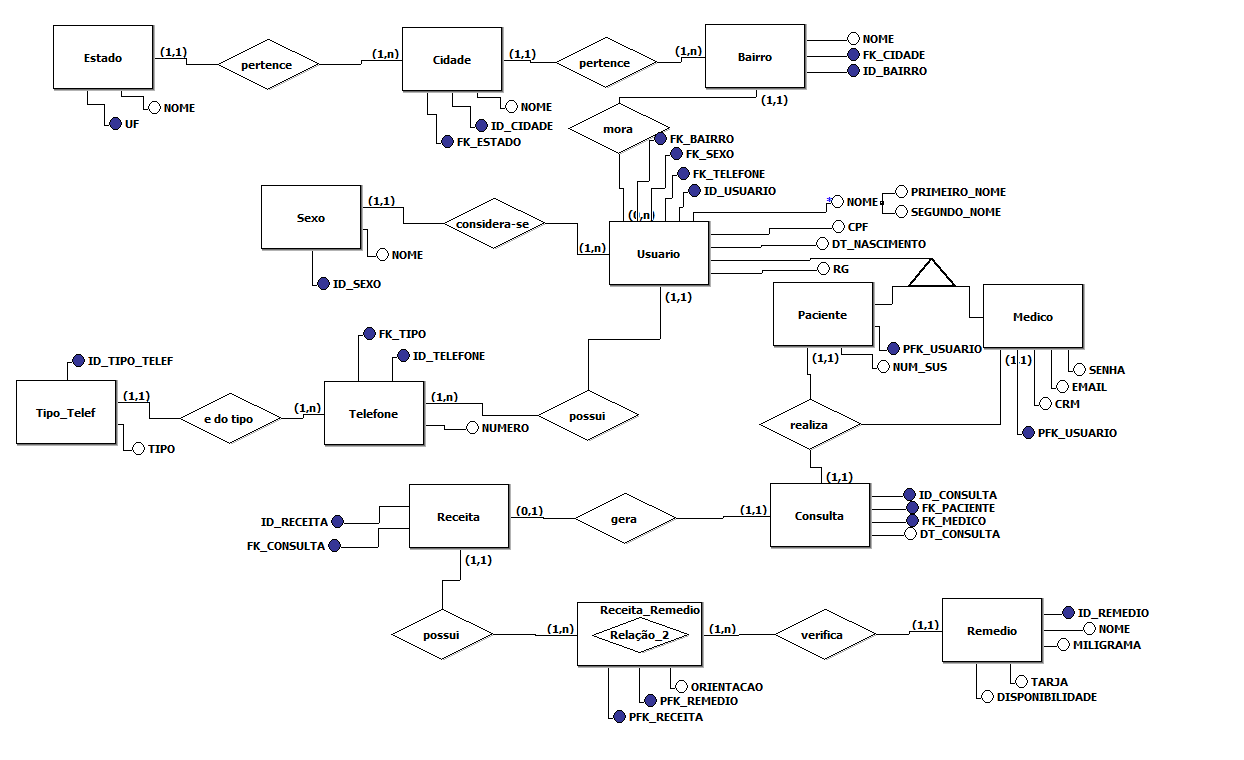 Estado
(1,1)
pertence
(1,n)
Cidade
(1,1)
pertence
(1,n)
Bairro
NOME
FK_CIDADE
ID_BAIRRO
NOME
UF
NOME
ID_CIDADE
FK_ESTADO
(1,1)
mora
FK_BAIRRO
FK_SEXO
FK_TELEFONE
ID_USUARIO
(0,n)
Sexo
(1,1)
considera-se
(1,n)
Usuario
NOME
ID_SEXO
* NOME
PRIMEIRO_NOME
SEGUNDO_NOME
CPF
DT_NASCIMENTO
RG
(1,1)
Paciente
Medico
PFK_USUARIO
NUM_SUS
(1,1)
(1,1)
SENHA
EMAIL
CRM
PFK_USUARIO
ID_TIPO_TELEF
Tipo_Telef
(1,1)
TIPO
e do tipo
(1,n)
FK_TIPO
ID_TELEFONE
Telefone
(1,n)
NUMERO
possui
realiza
(1,1)
ID_RECEITA
FK_CONSULTA
Receita
(0,1)
gera
(1,1)
Consulta
ID_CONSULTA
FK_PACIENTE
FK_MEDICO
DT_CONSULTA
(1,1)
possui
(1,n)
Receita_Remedio
Relação_2
(1,n)
verifica
(1,1)
Remedio
ID_REMEDIO
NOME
MILIGRAMA
TARJA
DISPONIBILIDADE
ORIENTACAO
PFK_REMEDIO
PFK_RECEITA